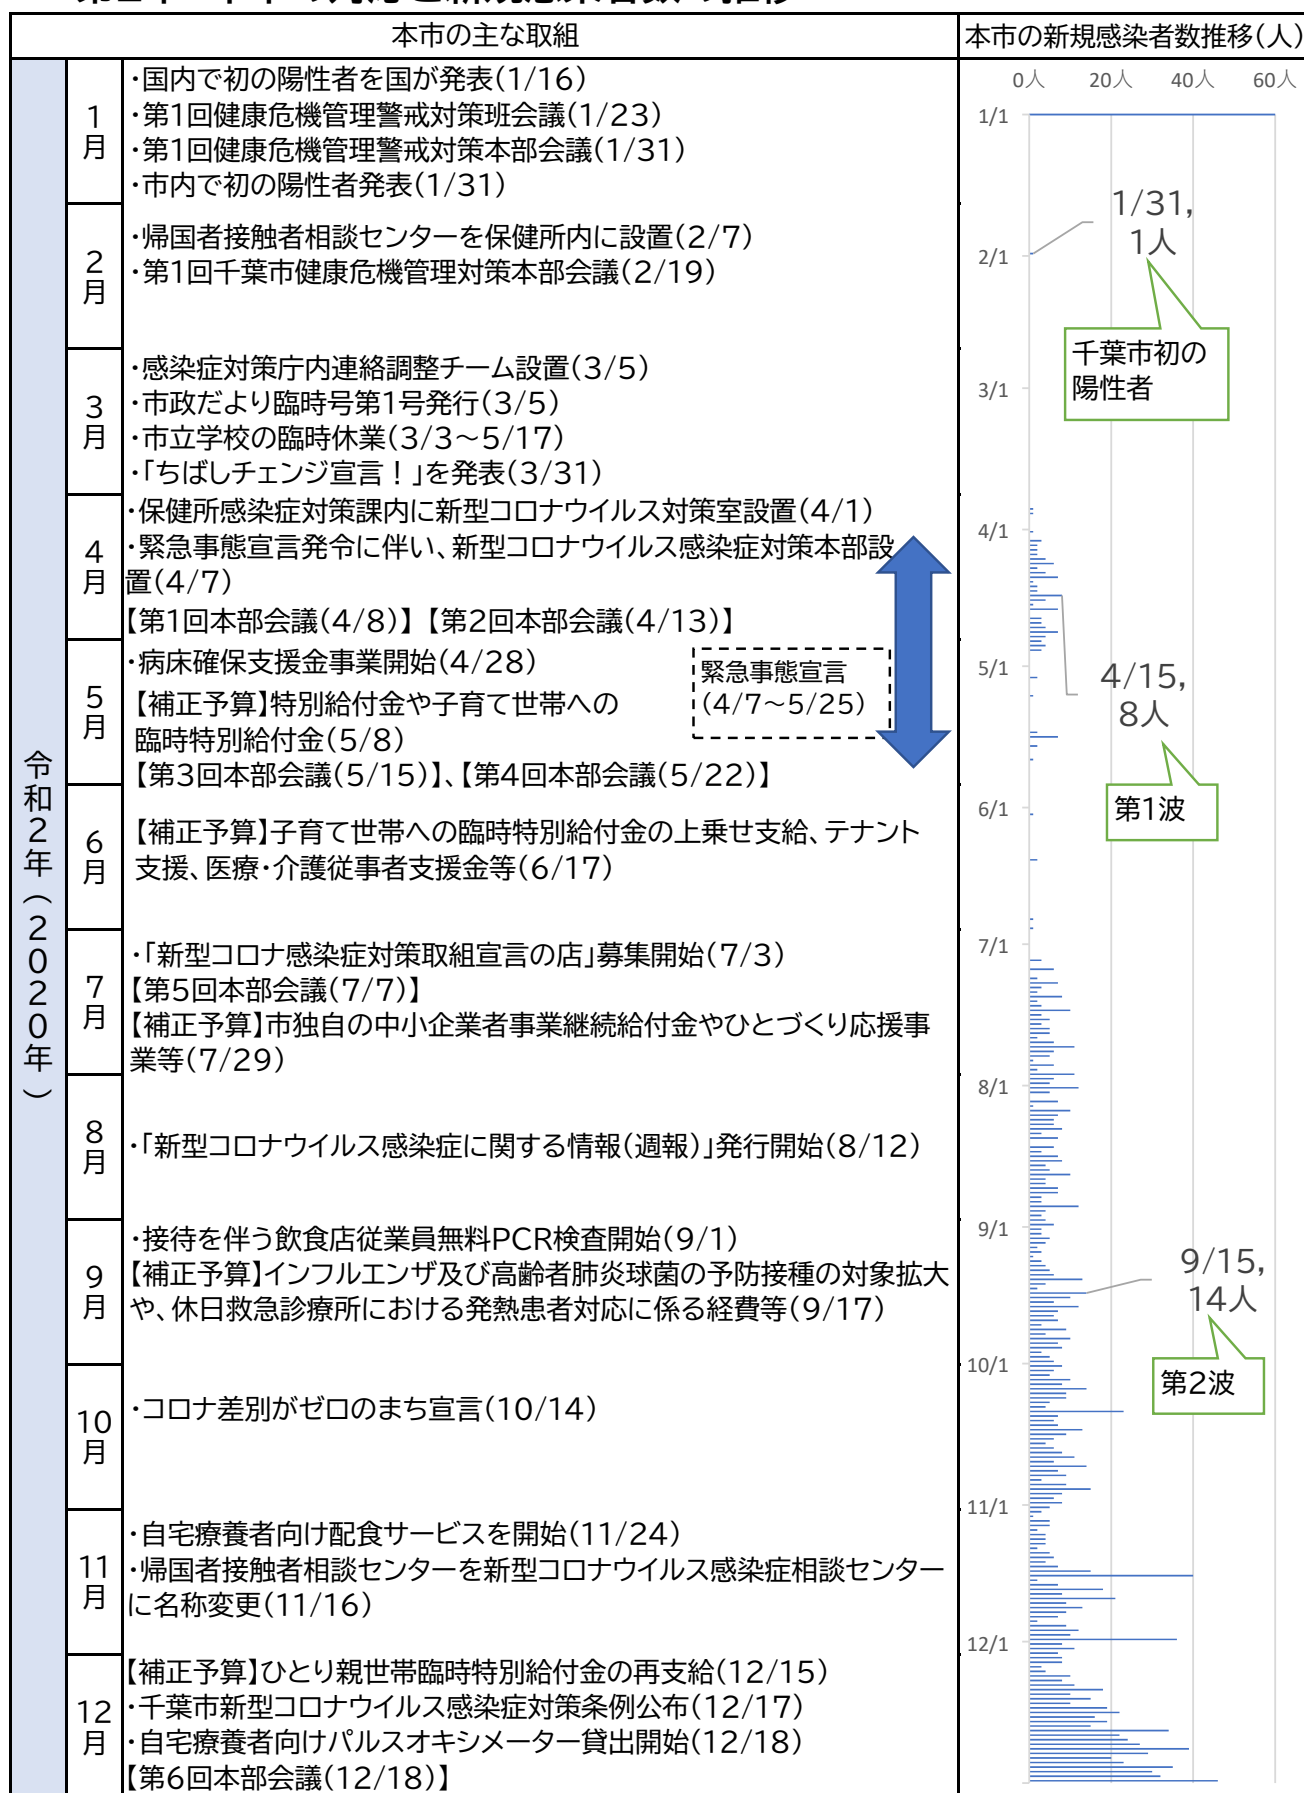 本市の主な取組
本市の新規感染者数推移(人)
令和2年(2020年)
1月
・国内で初の陽性者を国が発表(1/16)
・第1回健康危機管理警戒対策班会議(1/23)
・第1回健康危機管理警戒対策本部会議(1/31)
・市内で初の陽性者発表(1/31)
2月
・帰国者接触者相談センターを保健所内に設置(2/7)
・第1回千葉市健康危機管理対策本部会議(2/19)
3月
・感染症対策庁内連絡調整チーム設置(3/5)
・市政だより臨時号第1号発行(3/5)
・市立学校の臨時休業(3/3～5/17)
・「ちばしチェンジ宣言！」を発表(3/31)
4月
・保健所感染症対策課内に新型コロナウイルス対策室設置(4/1)
・緊急事態宣言発令に伴い、新型コロナウイルス感染症対策本部設
置(4/7)
【第1回本部会議(4/8)】【第2回本部会議(4/13)】
5月
・病床確保支援金事業開始(4/28)
【補正予算】特別給付金や子育て世帯への
臨時特別給付金(5/8)
【第3回本部会議(5/15)】、【第4回本部会議(5/22)】
緊急事態宣言
(4/7～5/25)
6月
【補正予算】子育て世帯への臨時特別給付金の上乗せ支給、テナント
支援、医療・介護従事者支援金等(6/17)
7月
・「新型コロナ感染症対策取組宣言の店」募集開始(7/3)
【第5回本部会議(7/7)】
【補正予算】市独自の中小企業者事業継続給付金やひとづくり応援事
業等(7/29)
8月
・「新型コロナウイルス感染症に関する情報(週報)」発行開始(8/12)
9月
・接待を伴う飲食店従業員無料PCR検査開始(9/1)
【補正予算】インフルエンザ及び高齢者肺炎球菌の予防接種の対象拡大
や、休日救急診療所における発熱患者対応に係る経費等(9/17)
10月
・コロナ差別がゼロのまち宣言(10/14)
11月
・自宅療養者向け配食サービスを開始(11/24)
・帰国者接触者相談センターを新型コロナウイルス感染症相談センター
に名称変更(11/16)
12月
【補正予算】ひとり親世帯臨時特別給付金の再支給(12/15)
・千葉市新型コロナウイルス感染症対策条例公布(12/17)
・自宅療養者向けパルスオキシメーター貸出開始(12/18)
【第6回本部会議(12/18)】
0人 20人 40人 60人
1/1
2/1
3/1
4/1
5/1
6/1
7/1
8/1
9/1
10/1
11/1
12/1
1/31,
1人
千葉市初の
陽性者
4/15,
8人
第1波
9/15,
14人
第2波